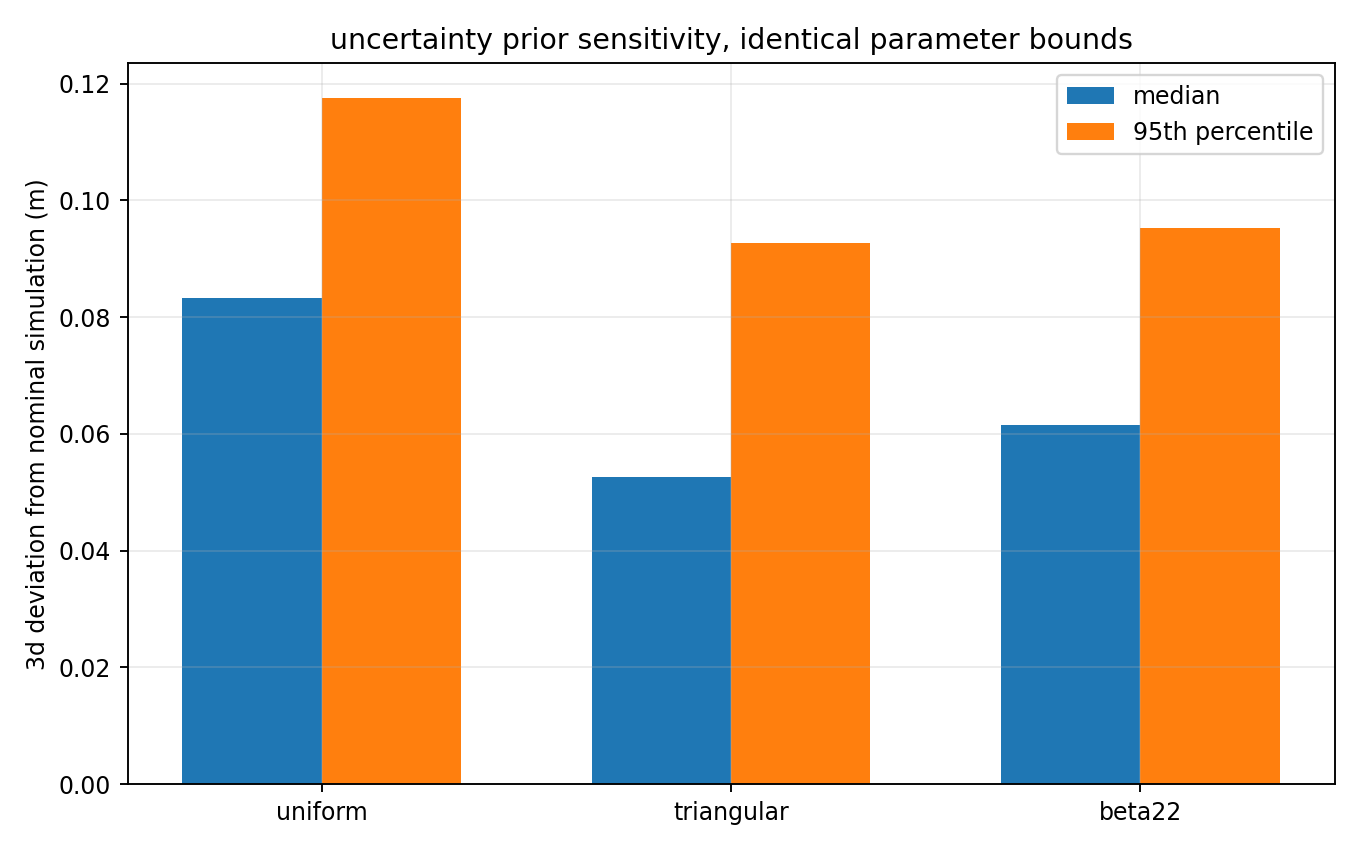 uncertainty prior sensitivity, identical parameter bounds
3d deviation from nominal simulation (m)
0.12
0.10
0.08
0.06
0.04
0.02
0.00
median
95th percentile
uniform
triangular
beta22